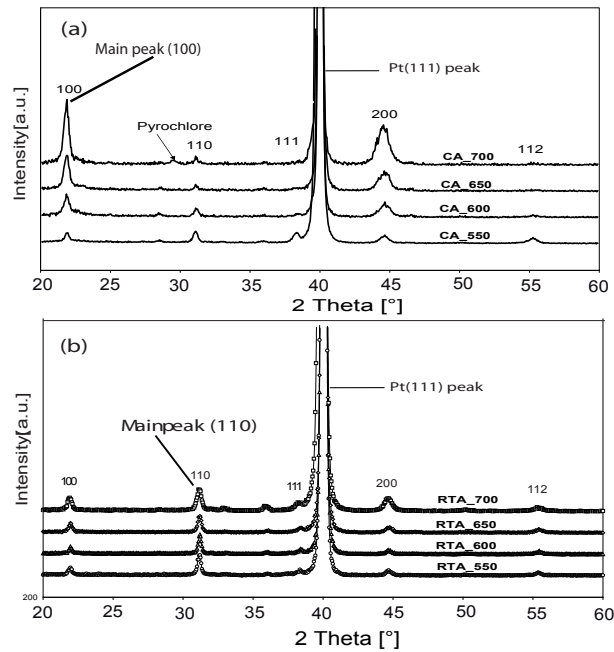 (a)
Main peak (100)
Pt(111) peak
100
200
Pyrochlore
110
111
112
CA_700
CA_650
CA_600
CA_550
Intensity[a.u.]
20 25 30 35 40 45 50 55 60
2 Theta [°]
(b)
Pt(111) peak
Mainpeak (110)
100
110
111
200
112
RTA_700
RTA_650
RTA_600
RTA_550
Intensity[a.u.]
200
20 25 30 35 40 45 50 55 60
2 Theta [°]